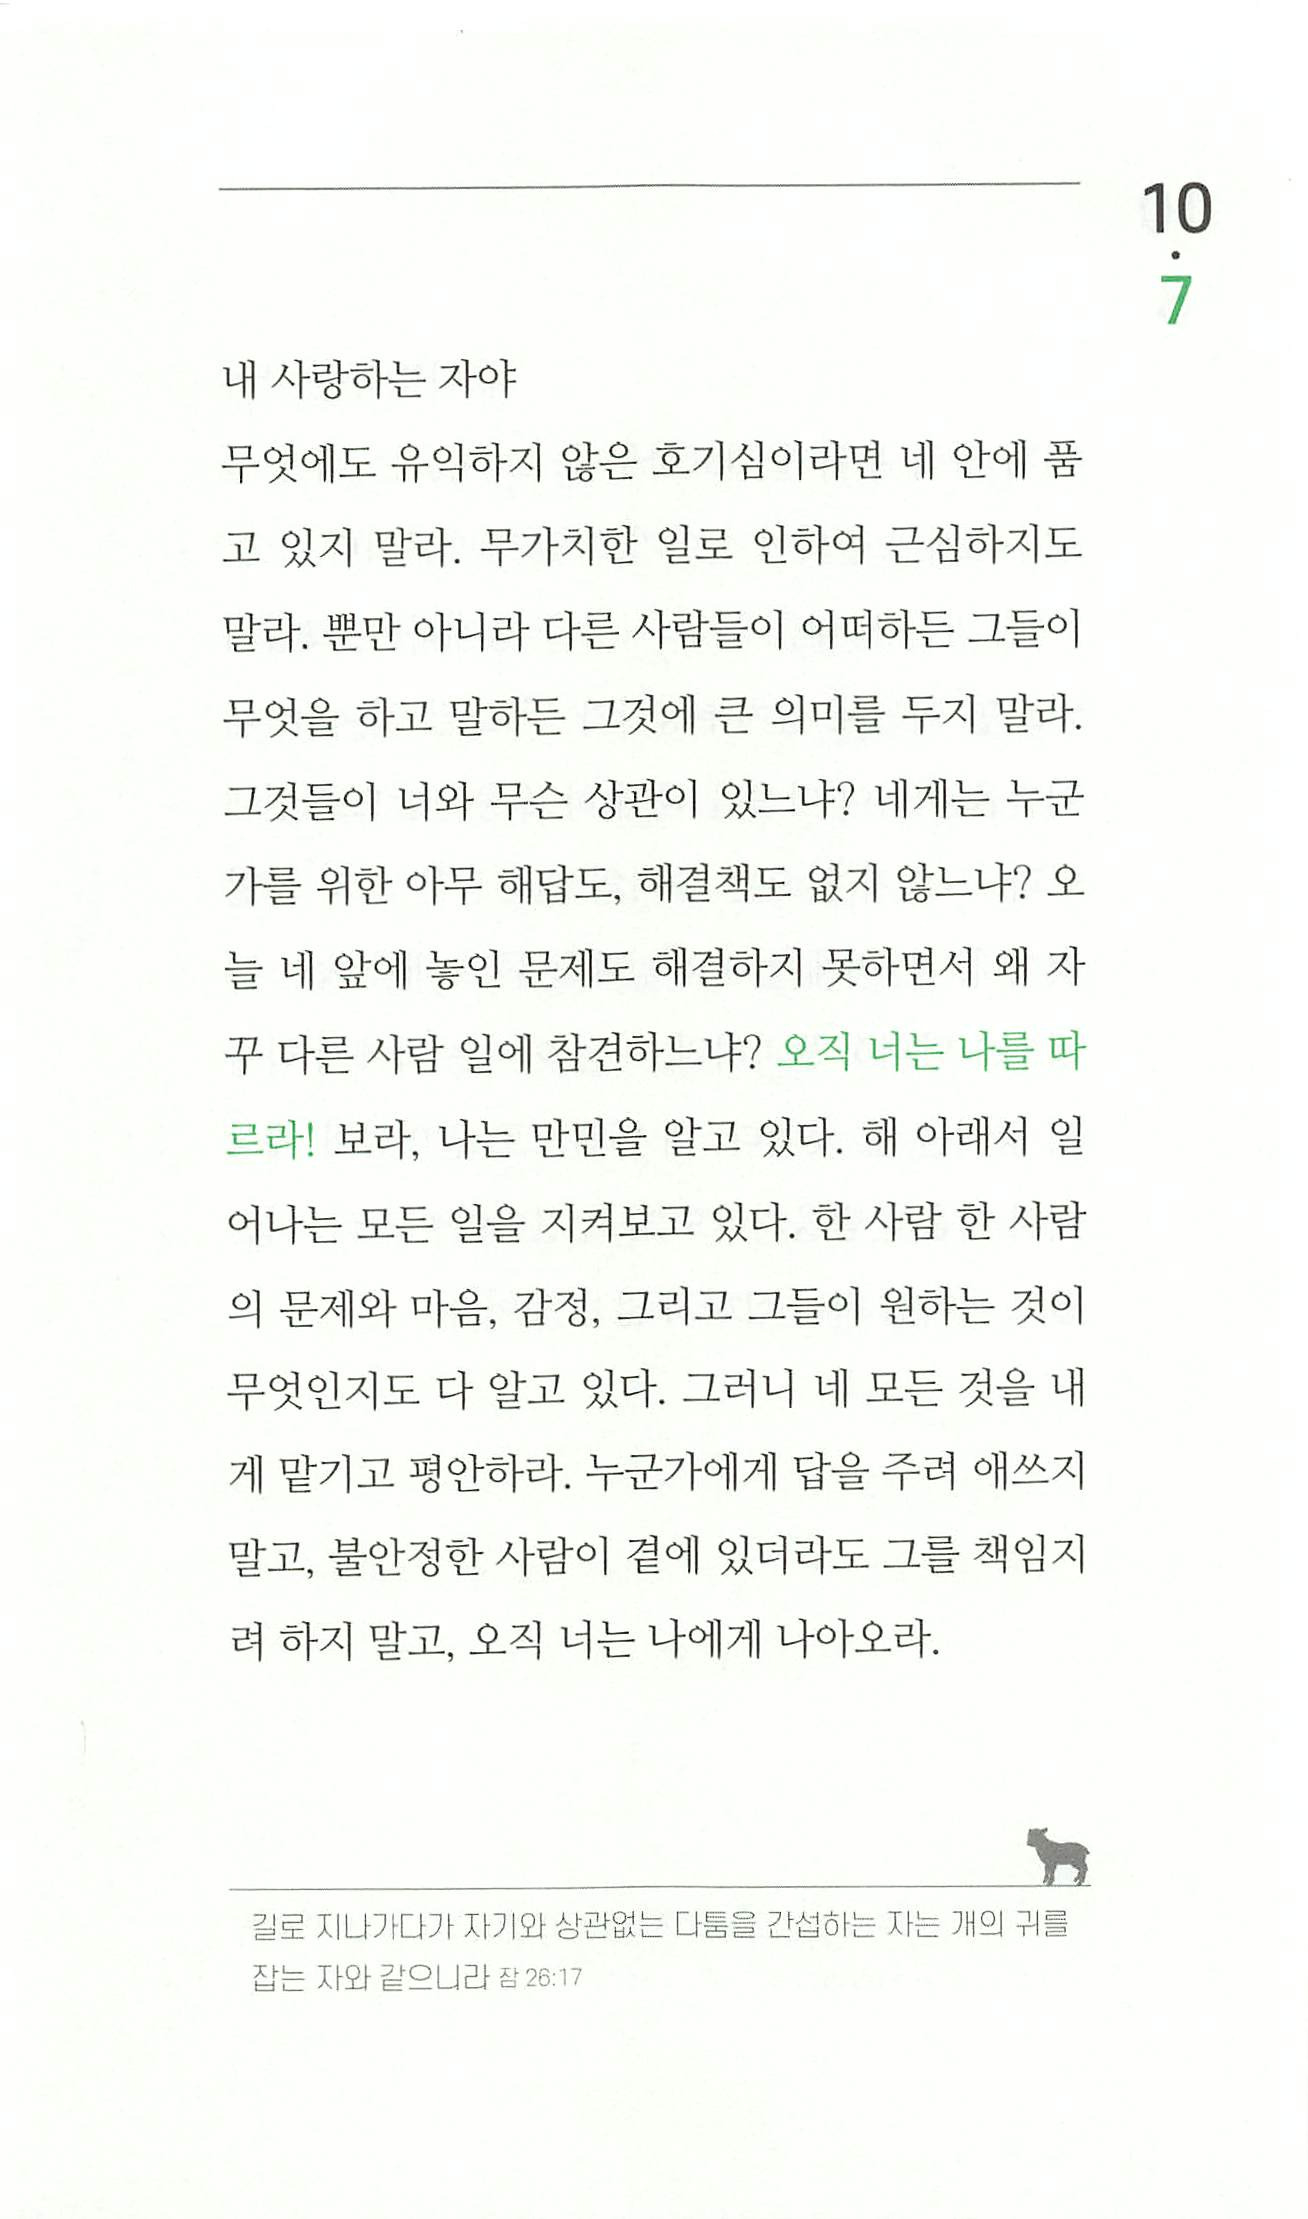 10
·
7
내 사랑하는 자야
무엇에도 유익하지 않은 호기심이라면 네 안에 품
고 있지 말라. 무가치한 일로 인하여 근심하지도
말라. 뿐만 아니라 다른 사람들이 어떠하든 그들이
무엇을 하고 말하든 그것에 큰 의미를 두지 말라.
그것들이 너와 무슨 상관이 있느냐? 네게는 누군
가를 위한 아무 해답도, 해결책도 없지 않느냐? 오
늘 네 앞에 놓인 문제도 해결하지 못하면서 왜 자
꾸 다른 사람 일에 참견하느냐? 오직 너는 나를 따
르라! 보라, 나는 만민을 알고 있다. 해 아래서 일
어나는 모든 일을 지켜보고 있다. 한 사람 한 사람
의 문제와 마음, 감정, 그리고 그들이 원하는 것이
무엇인지도 다 알고 있다. 그러니 네 모든 것을 내
게 맡기고 평안하라. 누군가에게 답을 주려 애쓰지
말고, 불안정한 사람이 곁에 있더라도 그를 책임지
려 하지 말고, 오직 너는 나에게 나아오라.
길로 지나가다가 자기와 상관없는 다툼을 간섭하는 자는 개의 귀를
잡는 자와 같으니라 잠 26:17